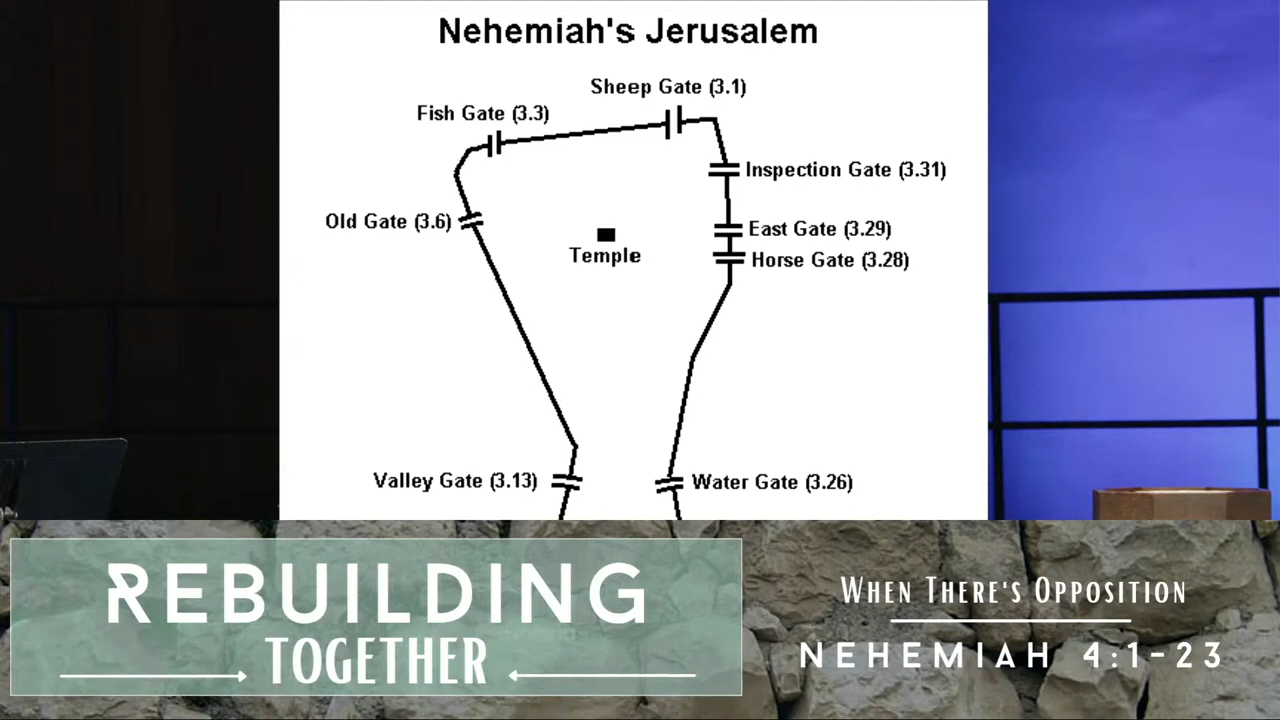 Nehemiah's Jerusalem
Sheep Gate (3.1)
Fish Gate (3.3)
Inspection Gate (3.31)
Old Gate (3.6)
East Gate (3.29)
Temple
Horse Gate (3.28)
Valley Gate (3.13)
Water Gate (3.26)
REBUILDING
TOGETHER
WHEN THERE'S OPPOSITION
NEHEMIAH 4:1-23